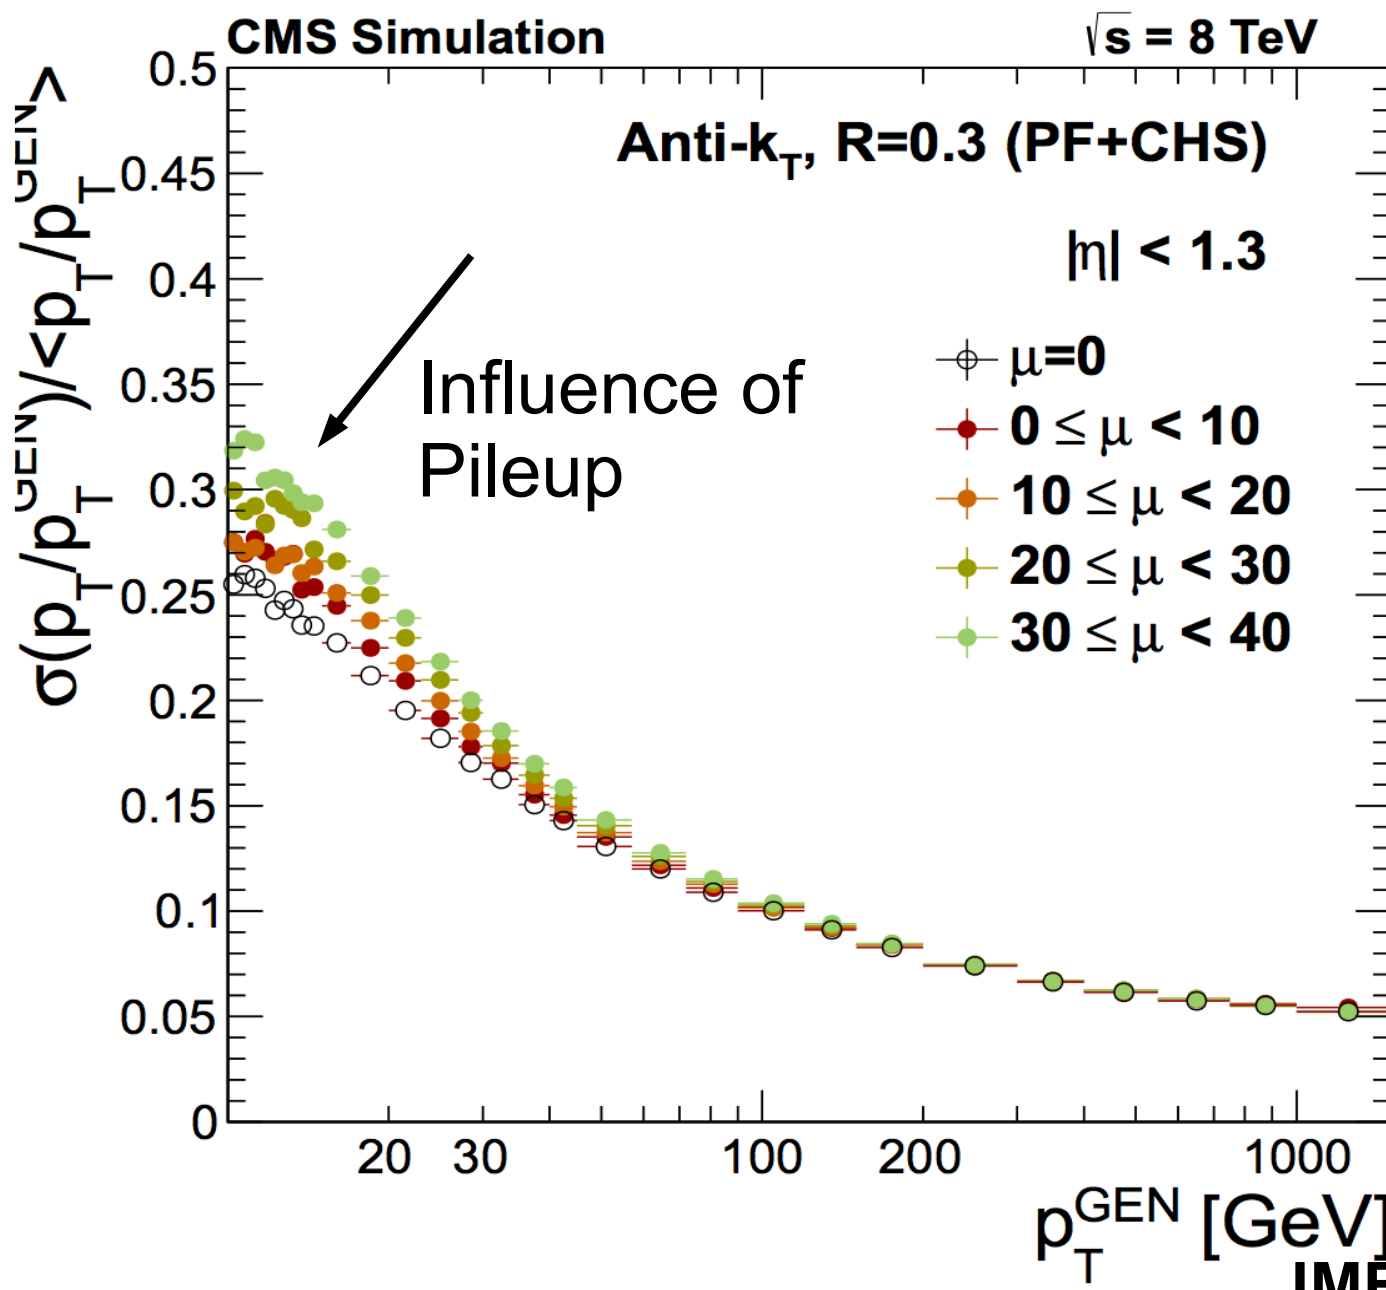 CMS Simulation
√s = 8 TeV
Anti-kT, R=0.3 (PF+CHS)
|η| < 1.3
Influence of
Pileup
μ=0
0 ≤ μ < 10
10 ≤ μ < 20
20 ≤ μ < 30
30 ≤ μ < 40
σ(pT/pTGEN)/<pT/pTGEN>
0.5
0.45
0.4
0.35
0.3
0.25
0.2
0.15
0.1
0.05
0
20 30 100 200 1000
pTGEN [GeV]